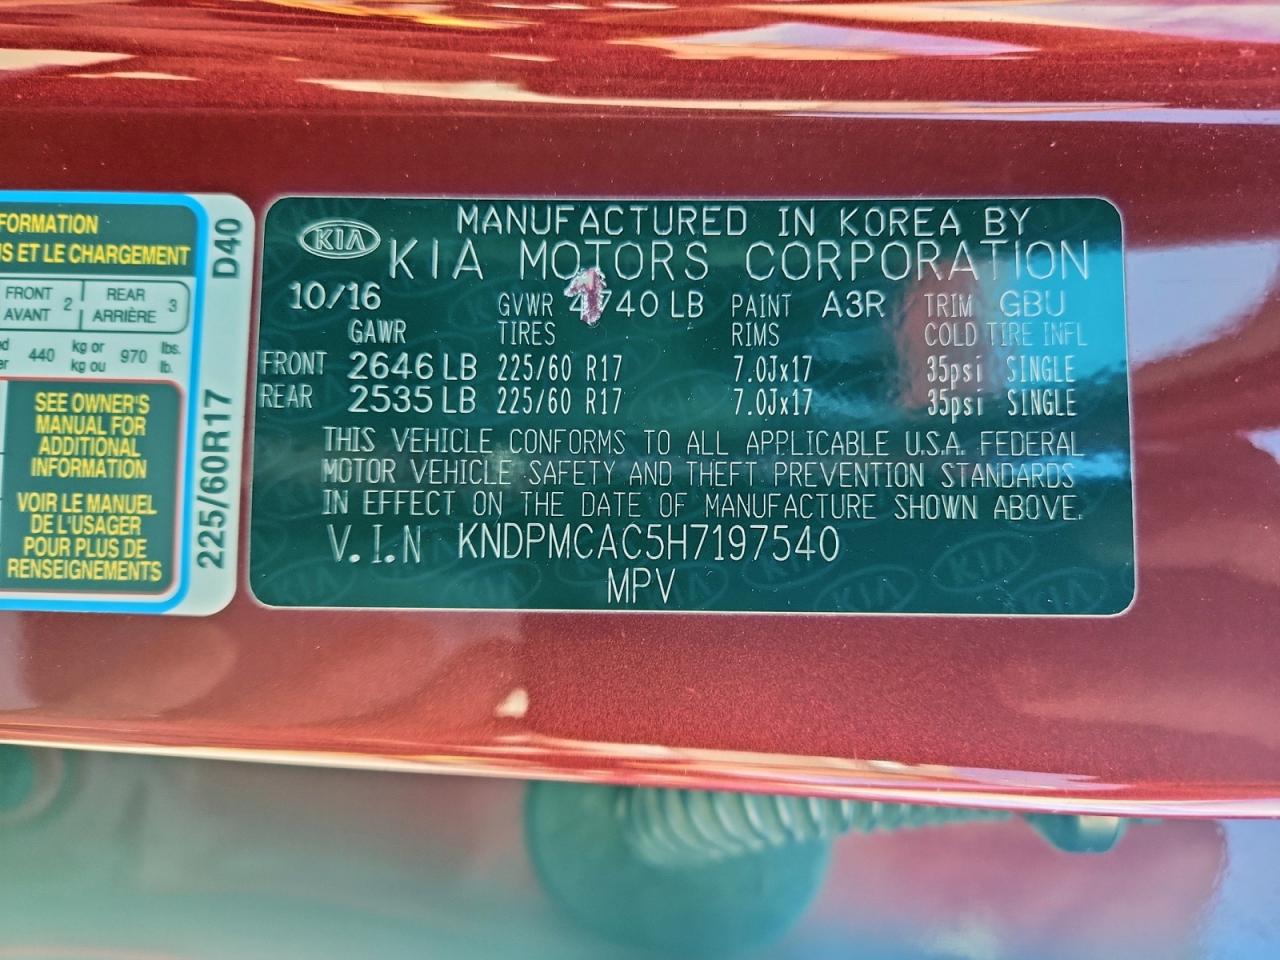 FORMATION
S ET LE CHARGEMENT
FRONT AVANT 2 REAR ARRIÈRE 3
440 kg or kg ou 970 lbs. lb.
SEE OWNER'S
MANUAL FOR
ADDITIONAL
INFORMATION
VOIR LE MANUEL
DE L'USAGER
POUR PLUS DE
RENSEIGNEMENTS
225/60R17 D40
KIA
MANUFACTURED IN KOREA BY
KIA MOTORS CORPORATION
10/16 GVWR 4740 LB PAINT A3R TRIM GBU
GAWR TIRES RIMS COLD TIRE INFL
FRONT 2646 LB 225/60 R17 7.0Jx17 35psi SINGLE
REAR 2535 LB 225/60 R17 7.0Jx17 35psi SINGLE
THIS VEHICLE CONFORMS TO ALL APPLICABLE U.S.A. FEDERAL
MOTOR VEHICLE SAFETY AND THEFT PREVENTION STANDARDS
IN EFFECT ON THE DATE OF MANUFACTURE SHOWN ABOVE.
V.I.N KNDPMCAC5H7197540
MPV